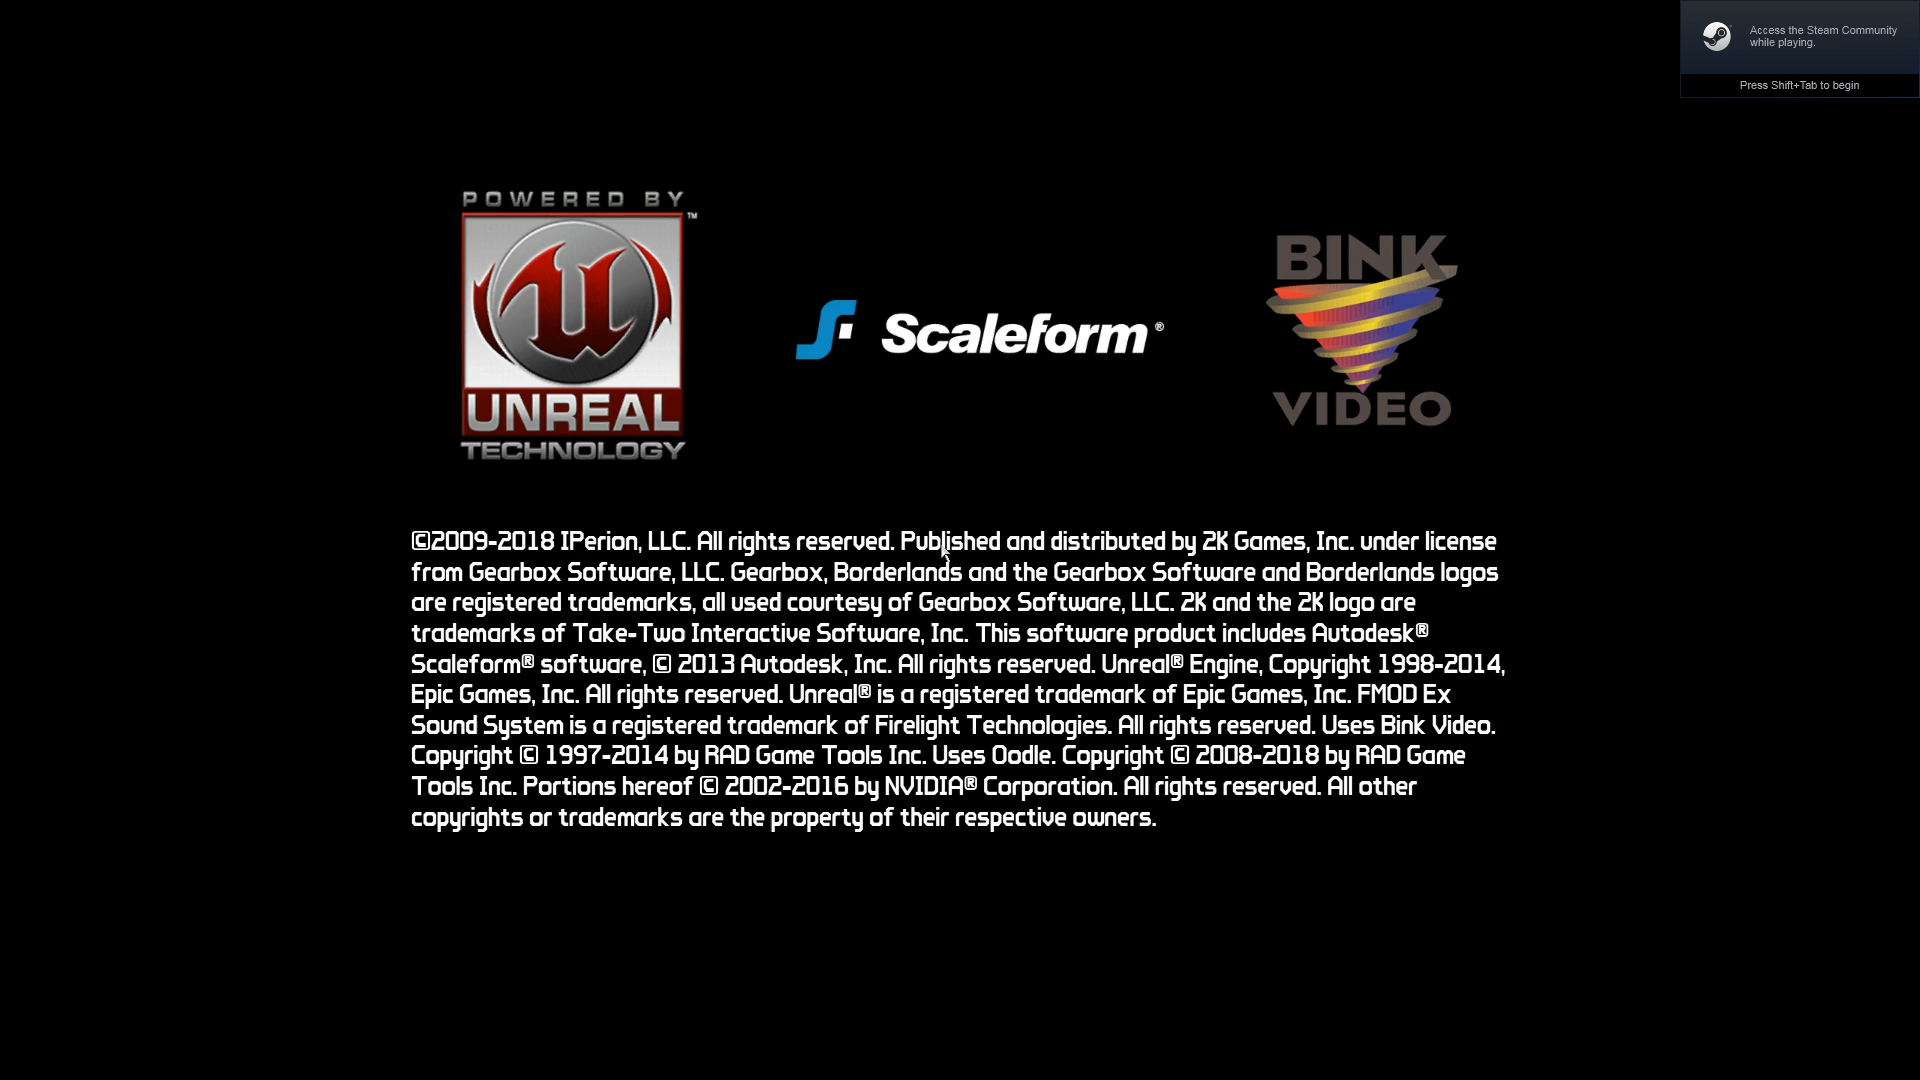 Access the Steam Community
while playing.
Press Shift+Tab to begin
POWERED BY
™
UNREAL
TECHNOLOGY
Scaleform®
BINK
VIDEO
©2009-2018 IPerion, LLC. All rights reserved. Published and distributed by 2K Games, Inc. under license
from Gearbox Software, LLC. Gearbox, Borderlands and the Gearbox Software and Borderlands logos
are registered trademarks, all used courtesy of Gearbox Software, LLC. 2K and the 2K logo are
trademarks of Take-Two Interactive Software, Inc. This software product includes Autodesk®
Scaleform® software, © 2013 Autodesk, Inc. All rights reserved. Unreal® Engine, Copyright 1998-2014,
Epic Games, Inc. All rights reserved. Unreal® is a registered trademark of Epic Games, Inc. FMOD Ex
Sound System is a registered trademark of Firelight Technologies. All rights reserved. Uses Bink Video.
Copyright © 1997-2014 by RAD Game Tools Inc. Uses Oodle. Copyright © 2008-2018 by RAD Game
Tools Inc. Portions hereof © 2002-2016 by NVIDIA® Corporation. All rights reserved. All other
copyrights or trademarks are the property of their respective owners.